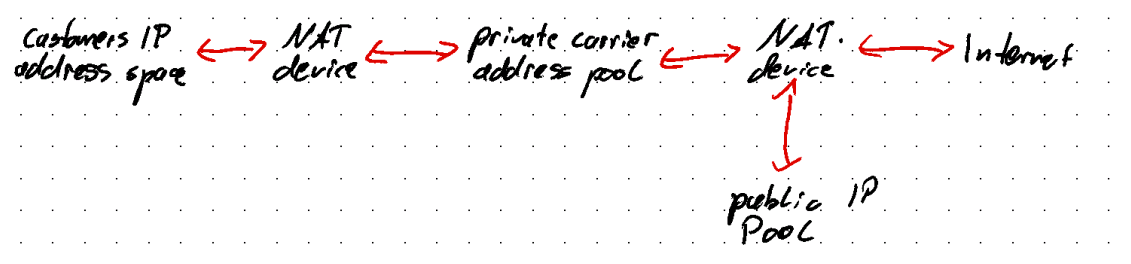 customers IP
address space
NAT
device
private carrier
address pool
NAT.
device
Internet
public IP
Pool